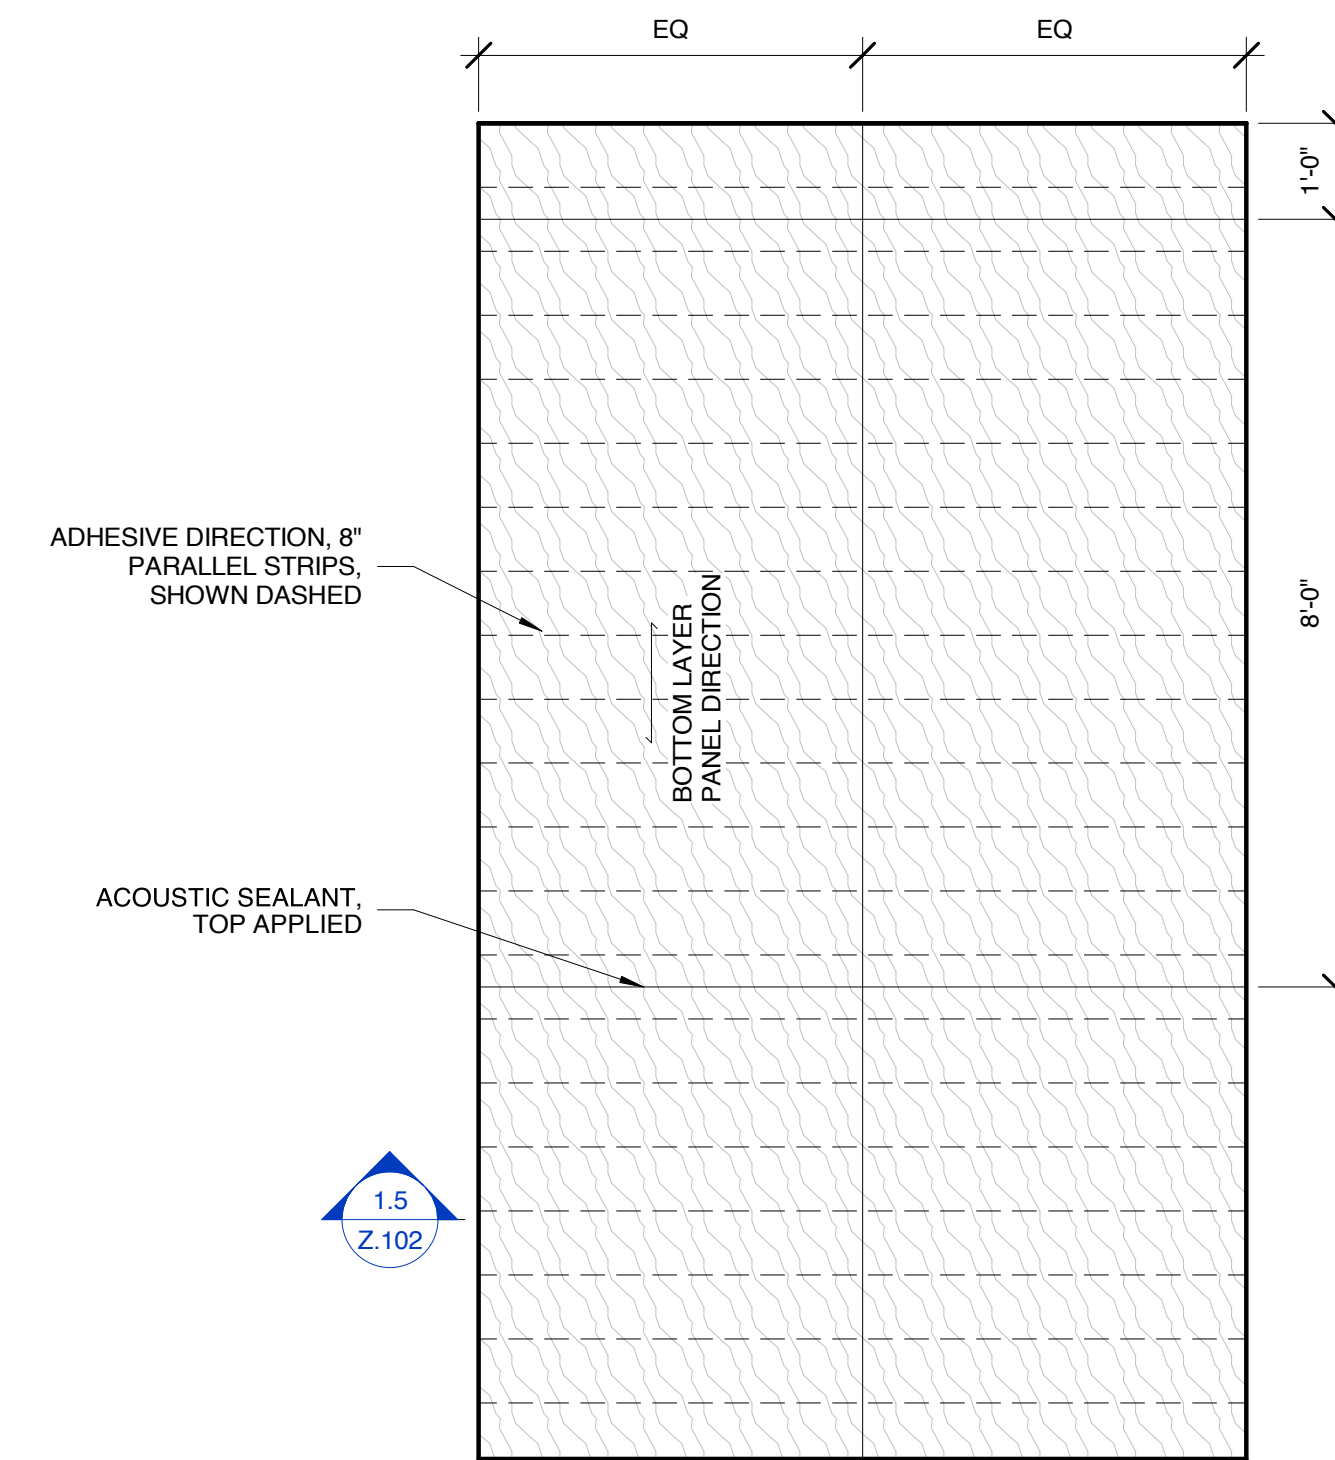 EQ
EQ
1'-0"
8'-0"
ADHESIVE DIRECTION, 8"
PARALLEL STRIPS,
SHOWN DASHED
BOTTOM LAYER
PANEL DIRECTION
ACOUSTIC SEALANT,
TOP APPLIED
1.5
Z.102